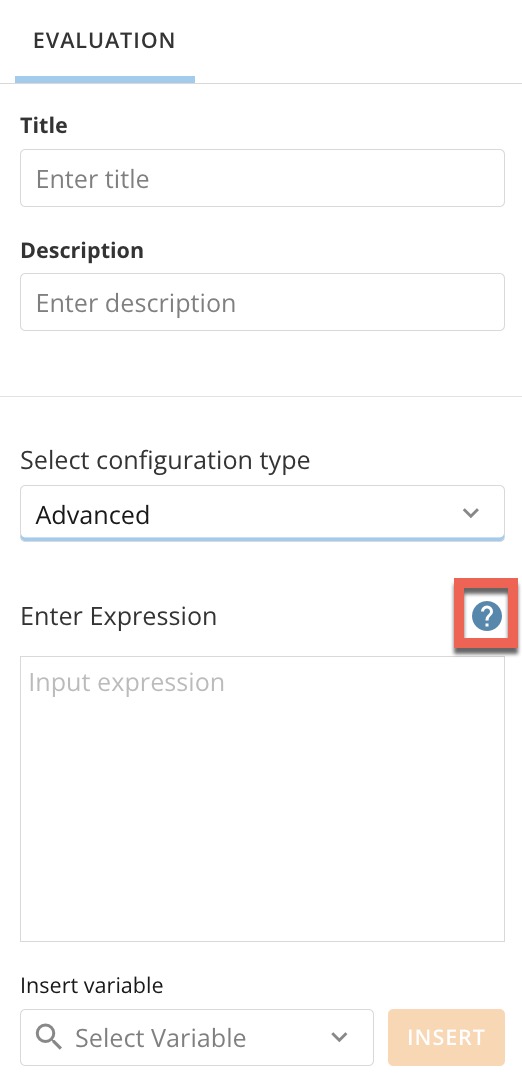 EVALUATION
Title
Enter title
Description
Enter description
Select configuration type
Advanced
Enter Expression ?
Input expression
Insert variable
Select Variable INSERT